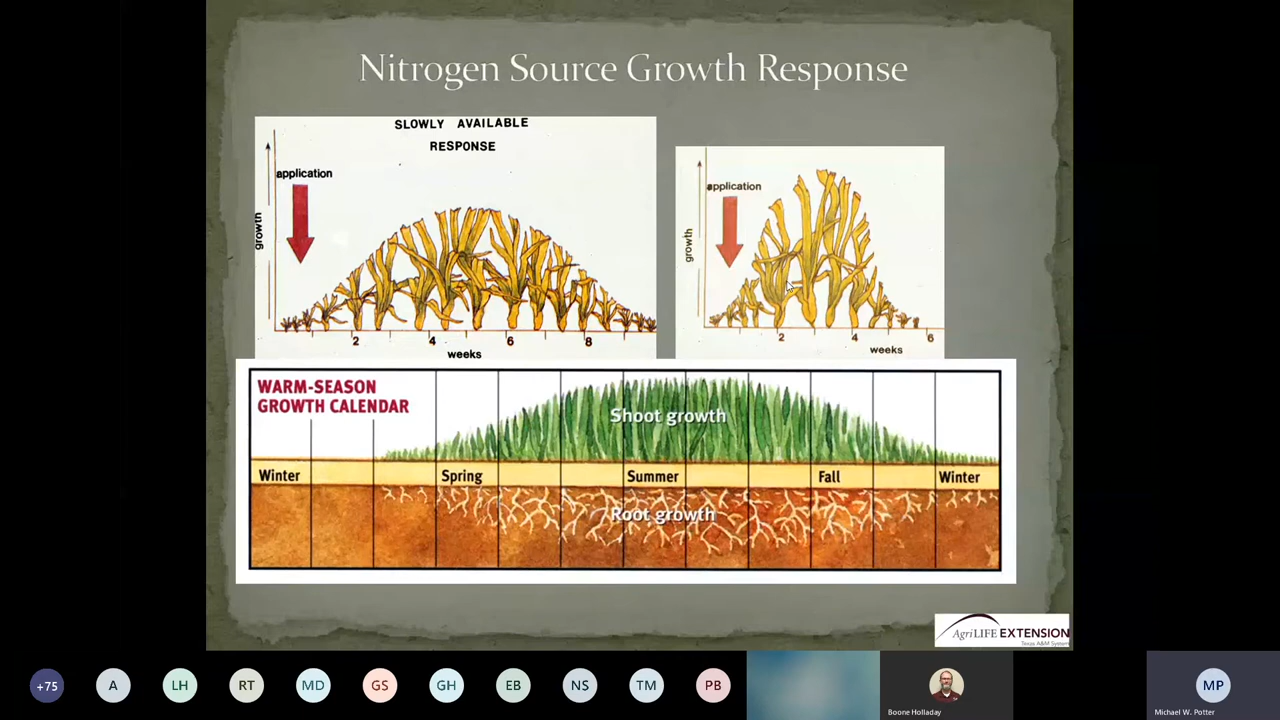 Nitrogen Source Growth Response
SLOWLY AVAILABLE
RESPONSE
application
growth
2
4
6
8
weeks
application
growth
2
4
6
weeks
WARM-SEASON
GROWTH CALENDAR
Shoot growth
Winter
Spring
Summer
Fall
Winter
Root growth
AgriLIFE EXTENSION
Texas A&M System
+75
A
LH
RT
MD
GS
GH
EB
NS
TM
PB
Boone Holladay
MP
Michael W. Potter